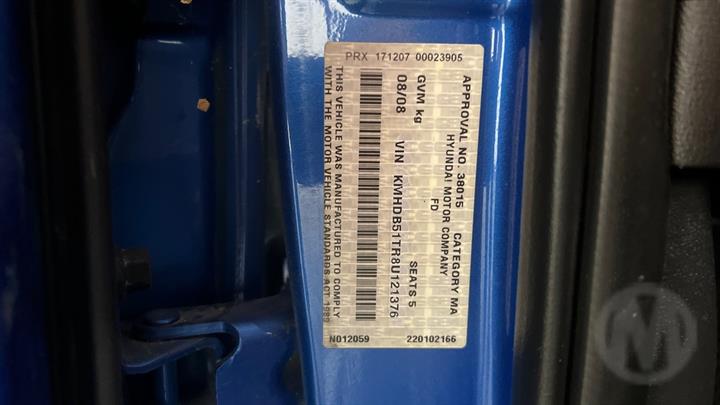 PRX 171207 00023905
APPROVAL NO. 38015 CATEGORY MA
HYUNDAI MOTOR COMPANY
FD
GVM kg SEATS 5
08/08 VIN KMHDB51TR8U121376
THIS VEHICLE WAS MANUFACTURED TO COMPLY
WITH THE MOTOR VEHICLE STANDARDS ACT 1989
N012059 220102166
M